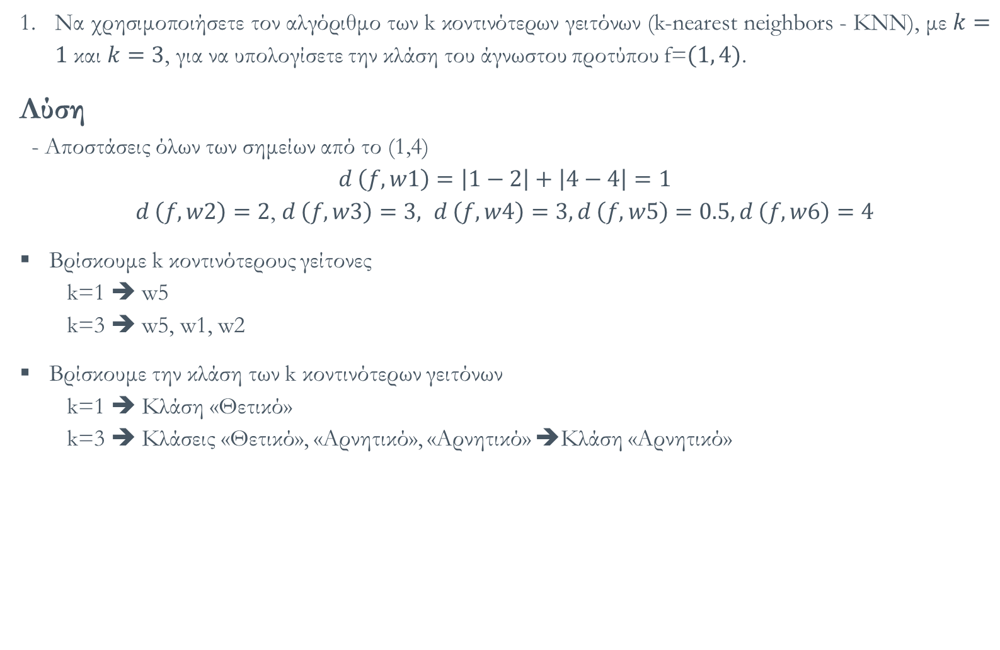 1. Να χρησιμοποιήσετε τον αλγόριθμο των k κοντινότερων γειτόνων (k-nearest neighbors - KNN), με k =
1 και k = 3, για να υπολογίσετε την κλάση του άγνωστου προτύπου f=(1, 4).
Λύση
- Αποστάσεις όλων των σημείων από το (1,4)
d (f, w1) = |1 − 2| + |4 − 4| = 1
d (f, w2) = 2, d (f, w3) = 3, d (f, w4) = 3, d (f, w5) = 0.5, d (f, w6) = 4
▪ Βρίσκουμε k κοντινότερους γείτονες
k=1 ➔ w5
k=3 ➔ w5, w1, w2
▪ Βρίσκουμε την κλάση των k κοντινότερων γειτόνων
k=1 ➔ Κλάση «Θετικό»
k=3 ➔ Κλάσεις «Θετικό», «Αρνητικό», «Αρνητικό» ➔Κλάση «Αρνητικό»